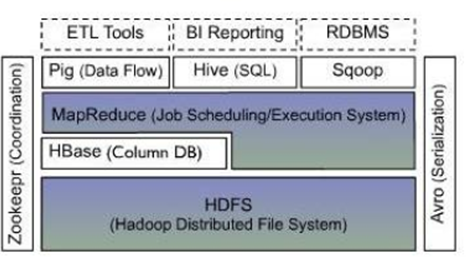 ETL Tools
BI Reporting
RDBMS
Pig (Data Flow)
Hive (SQL)
Sqoop
MapReduce (Job Scheduling/Execution System)
HBase (Column DB)
HDFS
(Hadoop Distributed File System)
Zookeepr (Coordination)
Avro (Serialization)